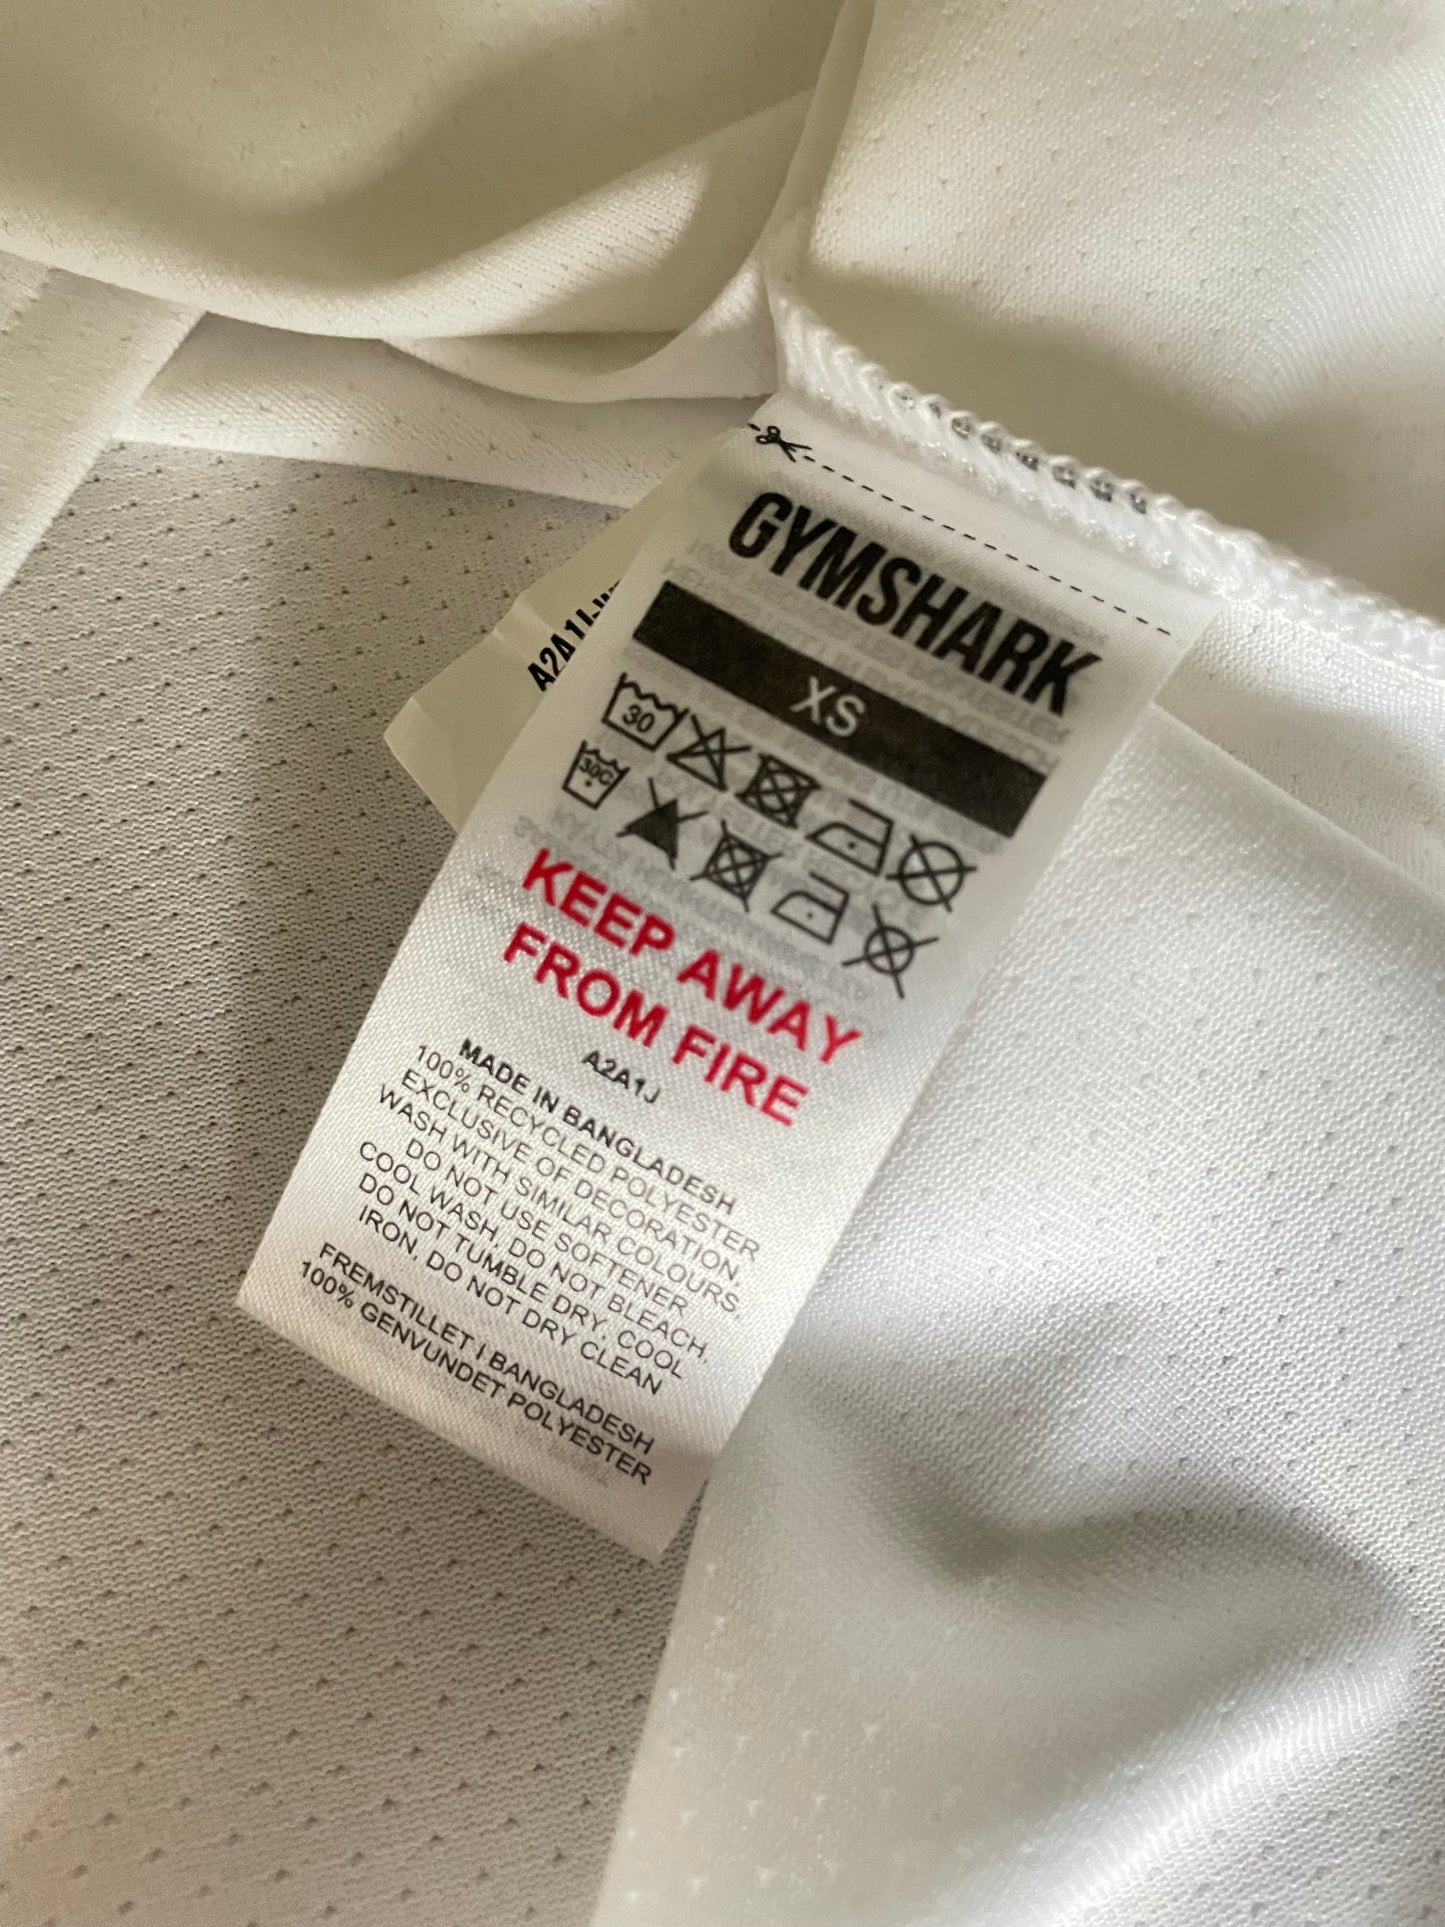 GYMSHARK
XS
30
30C
KEEP AWAY
FROM FIRE
A2A1J
MADE IN BANGLADESH
100% RECYCLED POLYESTER
EXCLUSIVE OF DECORATION,
WASH WITH SIMILAR COLOURS.
DO NOT USE SOFTENER
COOL WASH, DO NOT BLEACH,
DO NOT TUMBLE DRY, COOL
IRON, DO NOT DRY CLEAN
FREMSTILLET I BANGLADESH
100% GENVUNDET POLYESTER
A2A1J